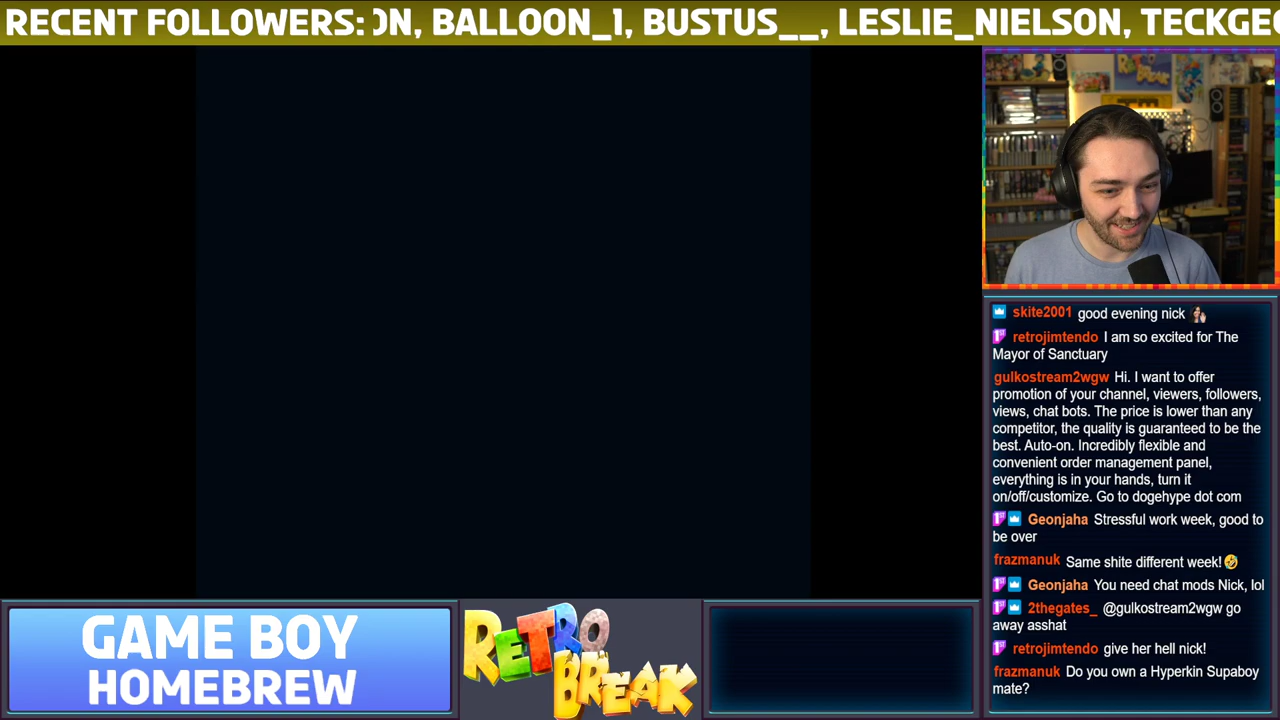 RECENT FOLLOWERS: ON, BALLOON_1, BUSTUS__, LESLIE_NIELSON, TECKGE
RETRO
BREAK
skite2001 good evening nick
retrojimtendo I am so excited for The
Mayor of Sanctuary
gulkostream2wgw Hi. I want to offer
promotion of your channel, viewers, followers,
views, chat bots. The price is lower than any
competitor, the quality is guaranteed to be the
best. Auto-on. Incredibly flexible and
convenient order management panel,
everything is in your hands, turn it
on/off/customize. Go to dogehype dot com
Geonjaha Stressful work week, good to
be over
frazmanuk Same shite different week!
Geonjaha You need chat mods Nick, lol
2thegates_ @gulkostream2wgw go
away asshat
retrojimtendo give her hell nick!
frazmanuk Do you own a Hyperkin Supaboy
mate?
GAME BOY
HOMEBREW
RETRO
BREAK